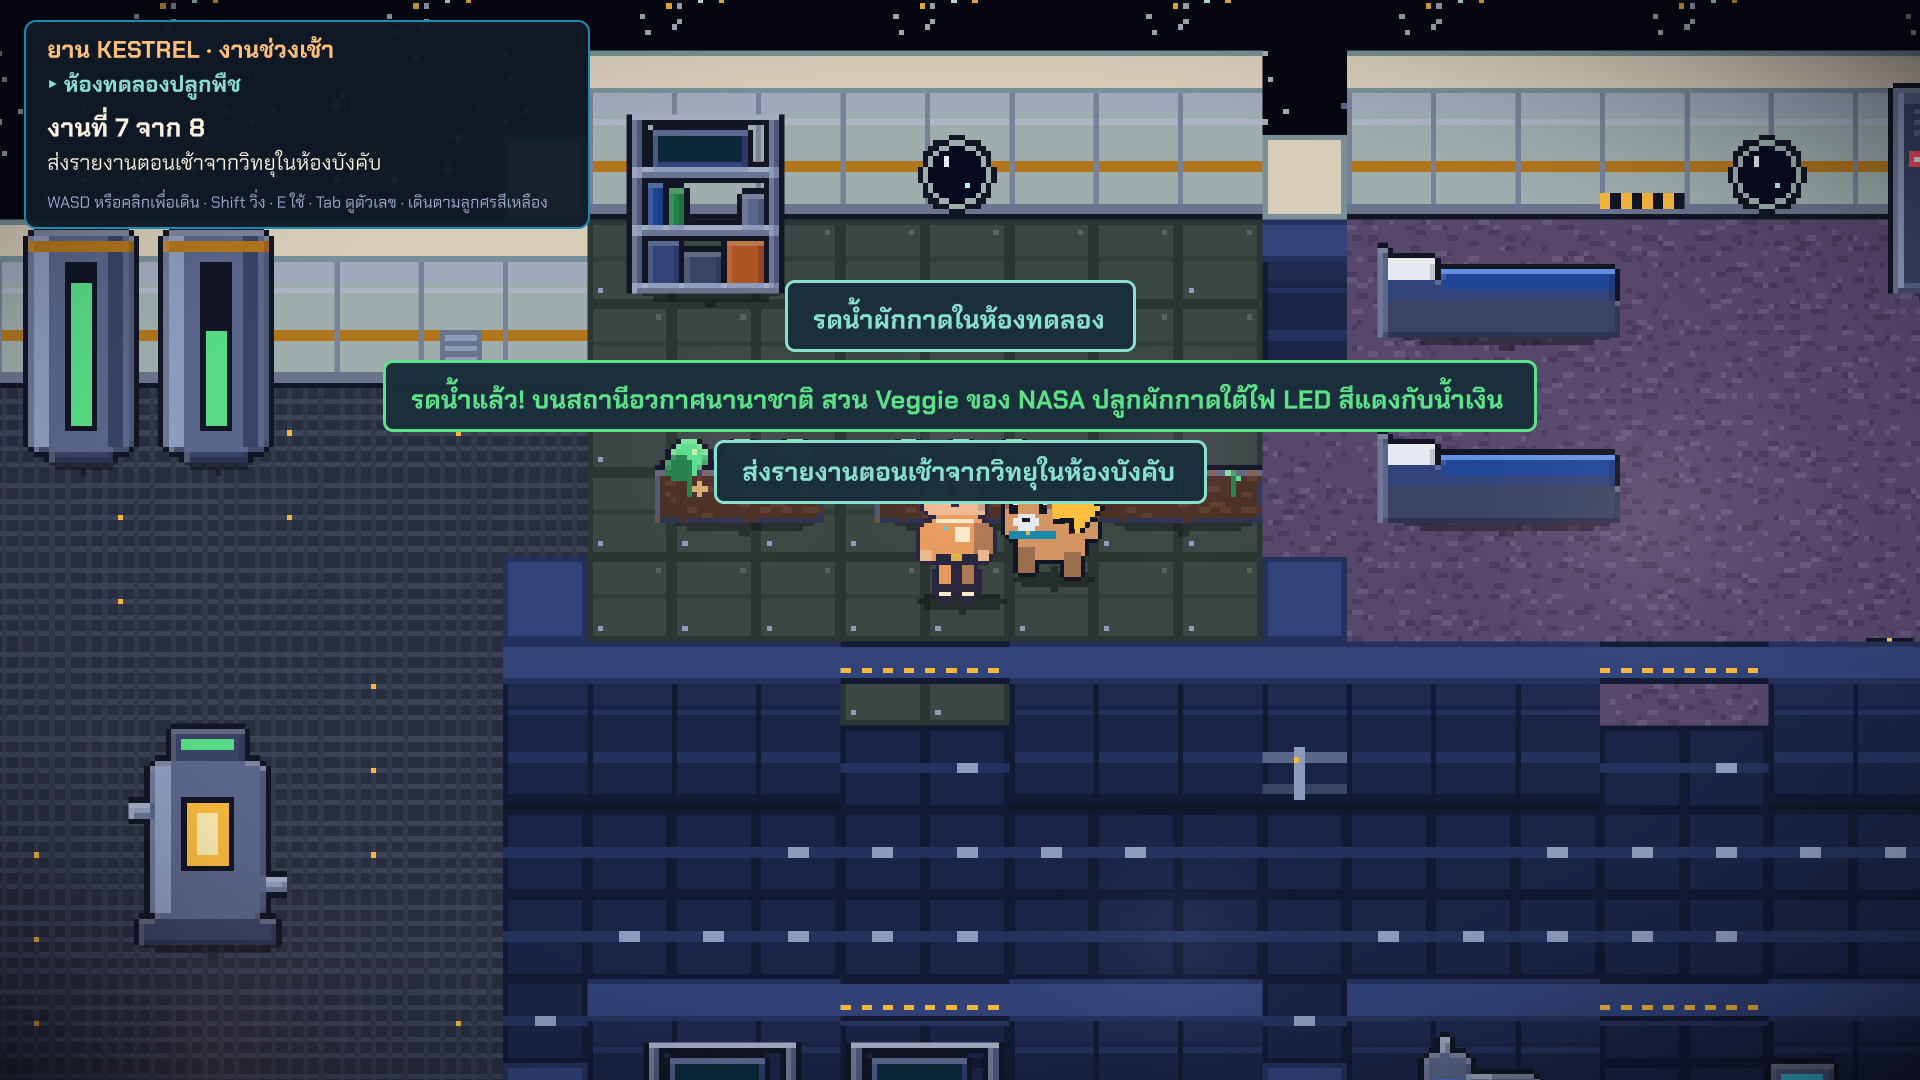 ยาน KESTREL · งานช่วงเช้า
▸ ห้องทดลองปลูกพืช
งานที่ 7 จาก 8
ส่งรายงานตอนเช้าจากวิทยุในห้องบังคับ
WASD หรือคลิกเพื่อเดิน · Shift วิ่ง · E ใช้ · Tab ดูตัวเลข · เดินตามลูกศรสีเหลือง
รดน้ำผักกาดในห้องทดลอง
รดน้ำแล้ว! บนสถานีอวกาศนานาชาติ สวน Veggie ของ NASA ปลูกผักกาดใต้ไฟ LED สีแดงกับน้ำเงิน
ส่งรายงานตอนเช้าจากวิทยุในห้องบังคับ